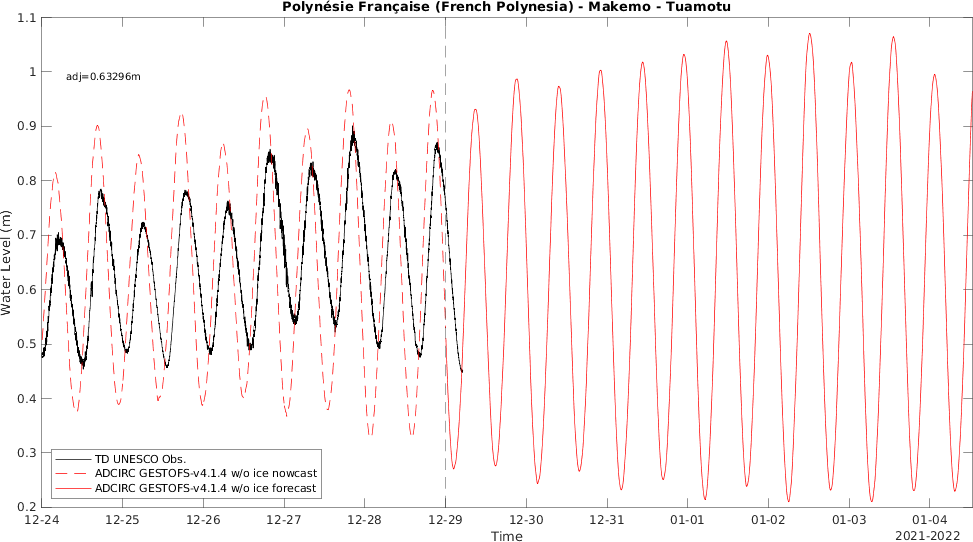 Polynésie Française (French Polynesia) - Makemo - Tuamotu
1.1
1
0.9
0.8
0.7
0.6
0.5
0.4
0.3
0.2
Water Level (m)
adj=0.63296m
TD UNESCO Obs.
ADCIRC GESTOFS-v4.1.4 w/o ice nowcast
ADCIRC GESTOFS-v4.1.4 w/o ice forecast
12-24 12-25 12-26 12-27 12-28 12-29 12-30 12-31 01-01 01-02 01-03 01-04
Time
2021-2022